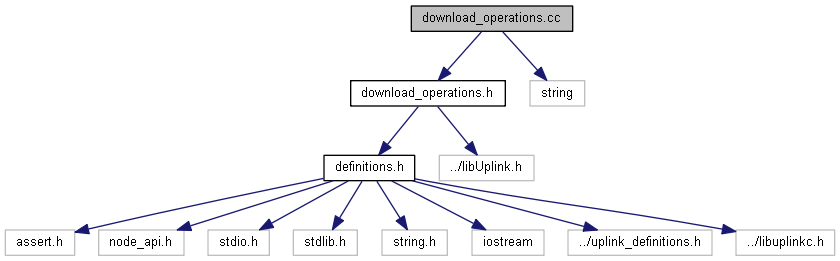 download_operations.cc
download_operations.h
string
definitions.h
../libUplink.h
assert.h
node_api.h
stdio.h
stdlib.h
string.h
iostream
../uplink_definitions.h
../libuplinkc.h